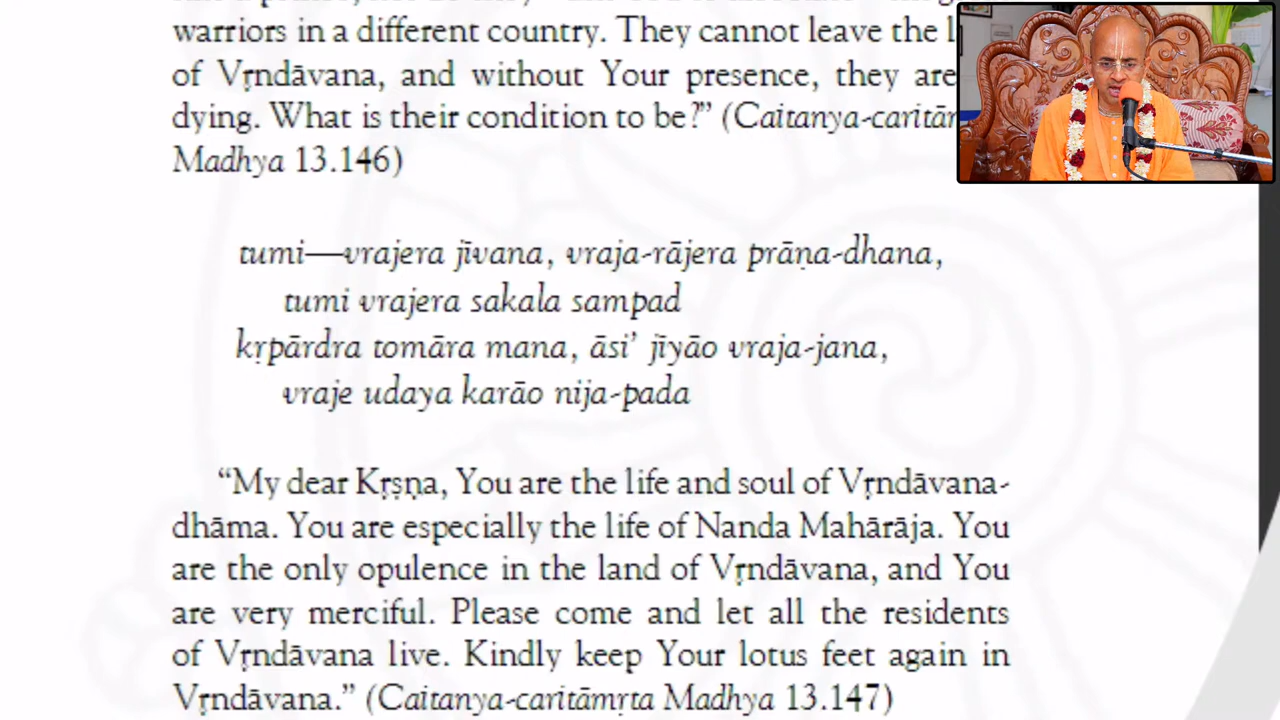 warriors in a different country. They cannot leave the
of Vṛndāvana, and without Your presence, they are
dying. What is their condition to be?” (Caitanya-caritām
Madhya 13.146)
tumi—vrajera jīvana, vraja-rājera prāṇa-dhana,
tumi vrajera sakala sampad
kṛpārdra tomāra mana, āsi’ jīyāo vraja-jana,
vraje udaya karāo nija-pada
“My dear Kṛṣṇa, You are the life and soul of Vṛndāvana-
dhāma. You are especially the life of Nanda Mahārāja. You
are the only opulence in the land of Vṛndāvana, and You
are very merciful. Please come and let all the residents
of Vṛndāvana live. Kindly keep Your lotus feet again in
Vṛndāvana.” (Caitanya-caritāmṛta Madhya 13.147)